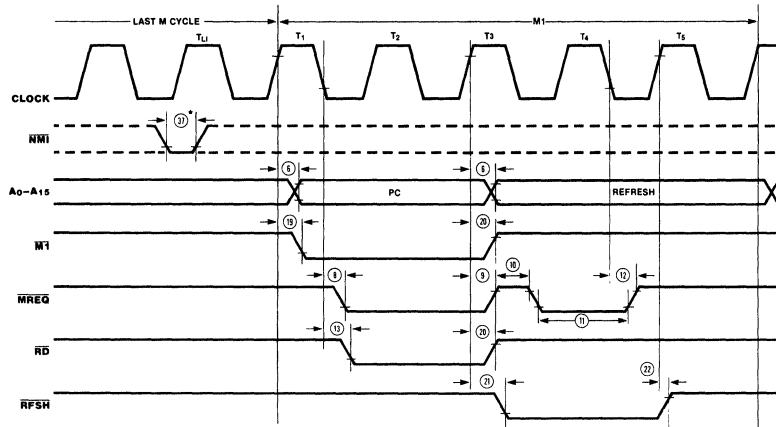 LAST M CYCLE M1
TLI T1 T2 T3 T4 T5
CLOCK
37 *
NMI
6 6
A0–A15 PC REFRESH
19 20
M1
8 9 10 12
MREQ
11
13 20
RD
21 22
RFSH